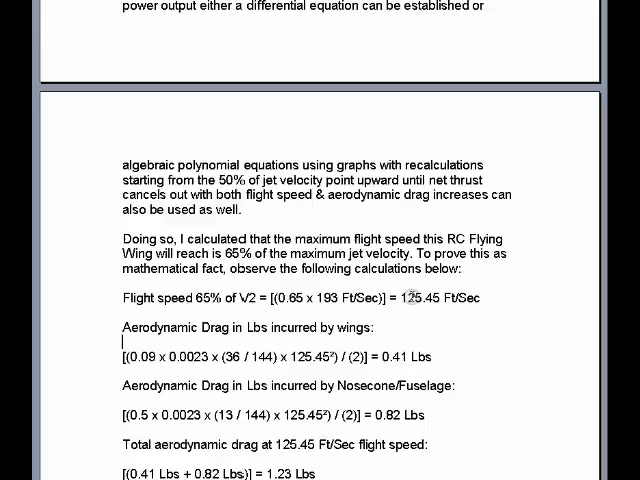 power output either a differential equation can be established or
algebraic polynomial equations using graphs with recalculations
starting from the 50% of jet velocity point upward until net thrust
cancels out with both flight speed & aerodynamic drag increases can
also be used as well.
Doing so, I calculated that the maximum flight speed this RC Flying
Wing will reach is 65% of the maximum jet velocity. To prove this as
mathematical fact, observe the following calculations below:
Flight speed 65% of V2 = [(0.65 x 193 Ft/Sec)] = 125.45 Ft/Sec
Aerodynamic Drag in Lbs incurred by wings:
[(0.09 x 0.0023 x (36 / 144) x 125.45²) / (2)] = 0.41 Lbs
Aerodynamic Drag in Lbs incurred by Nosecone/Fuselage:
[(0.5 x 0.0023 x (13 / 144) x 125.45²) / (2)] = 0.82 Lbs
Total aerodynamic drag at 125.45 Ft/Sec flight speed:
[(0.41 Lbs + 0.82 Lbs)] = 1.23 Lbs